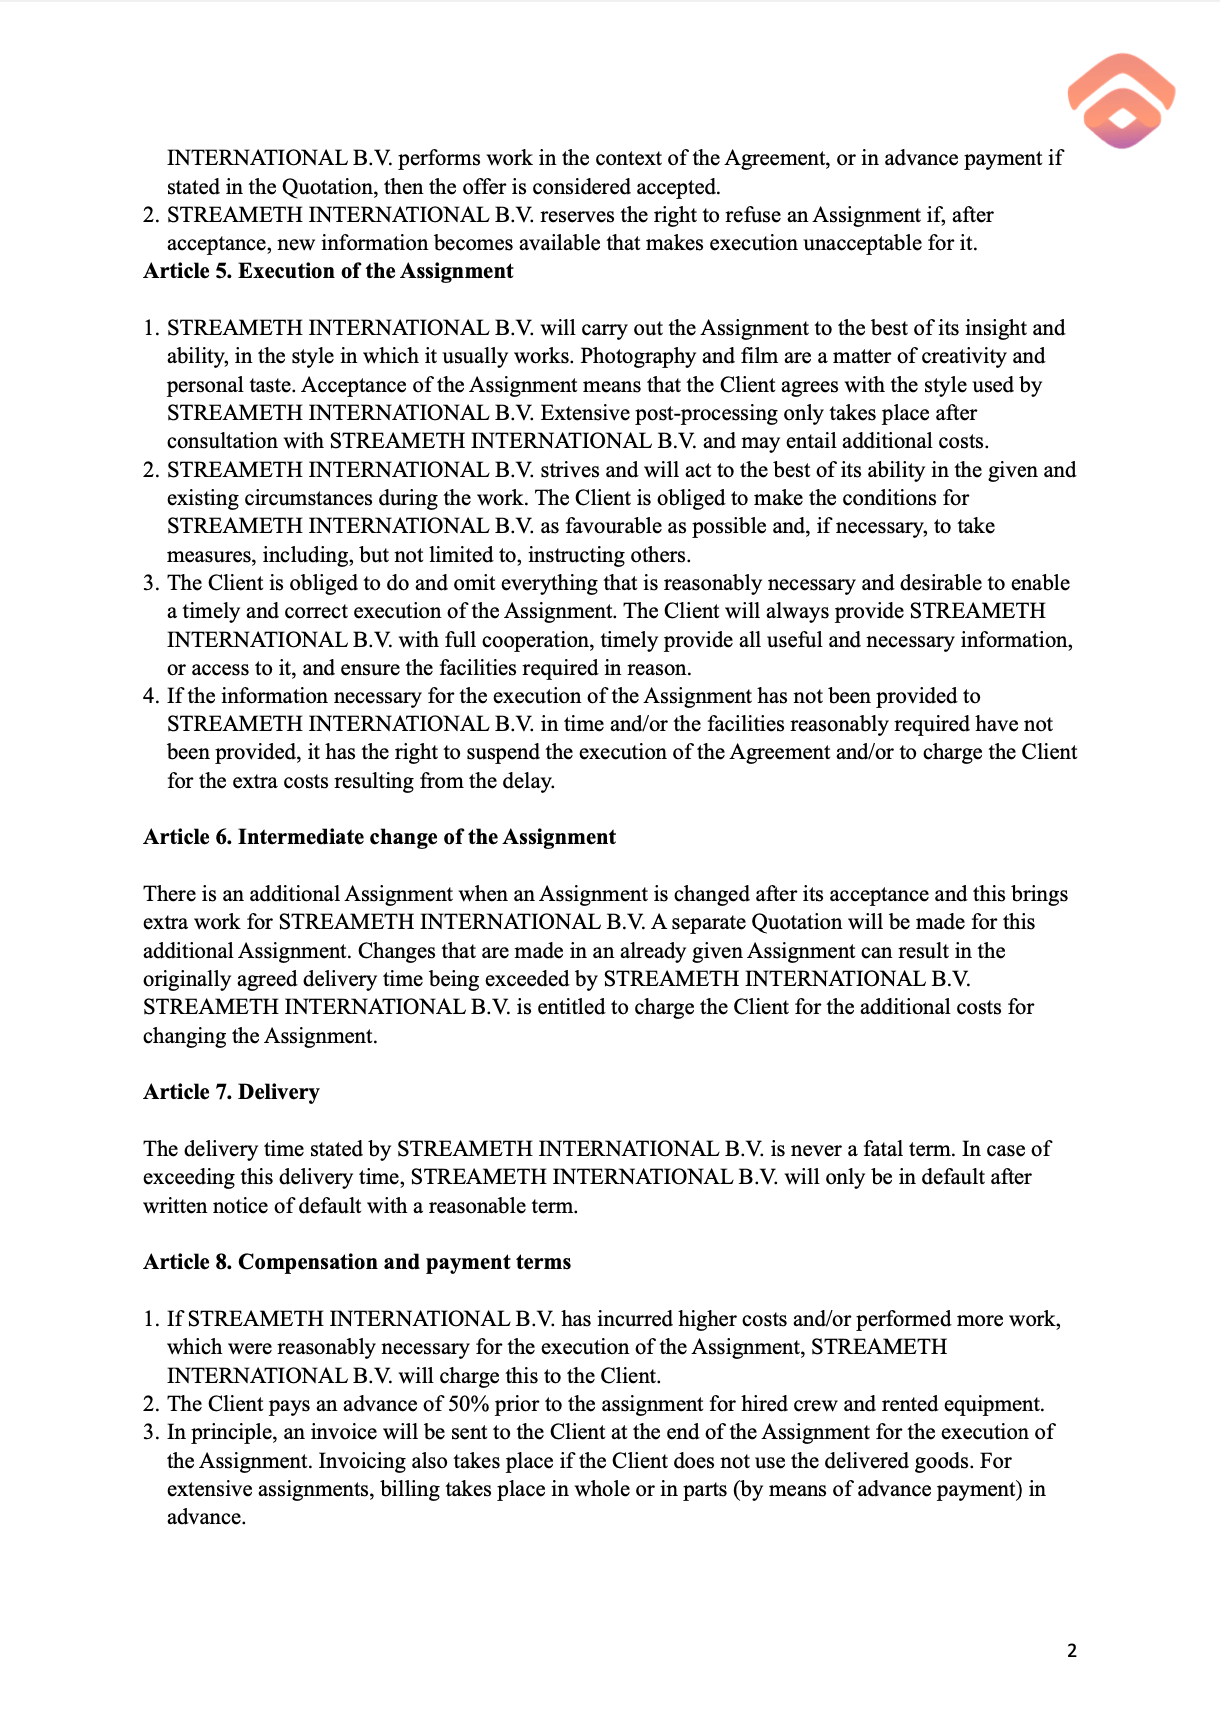 INTERNATIONAL B.V. performs work in the context of the Agreement, or in advance payment if
stated in the Quotation, then the offer is considered accepted.
2. STREAMETH INTERNATIONAL B.V. reserves the right to refuse an Assignment if, after
acceptance, new information becomes available that makes execution unacceptable for it.
Article 5. Execution of the Assignment
1. STREAMETH INTERNATIONAL B.V. will carry out the Assignment to the best of its insight and
ability, in the style in which it usually works. Photography and film are a matter of creativity and
personal taste. Acceptance of the Assignment means that the Client agrees with the style used by
STREAMETH INTERNATIONAL B.V. Extensive post-processing only takes place after
consultation with STREAMETH INTERNATIONAL B.V. and may entail additional costs.
2. STREAMETH INTERNATIONAL B.V. strives and will act to the best of its ability in the given and
existing circumstances during the work. The Client is obliged to make the conditions for
STREAMETH INTERNATIONAL B.V. as favourable as possible and, if necessary, to take
measures, including, but not limited to, instructing others.
3. The Client is obliged to do and omit everything that is reasonably necessary and desirable to enable
a timely and correct execution of the Assignment. The Client will always provide STREAMETH
INTERNATIONAL B.V. with full cooperation, timely provide all useful and necessary information,
or access to it, and ensure the facilities required in reason.
4. If the information necessary for the execution of the Assignment has not been provided to
STREAMETH INTERNATIONAL B.V. in time and/or the facilities reasonably required have not
been provided, it has the right to suspend the execution of the Agreement and/or to charge the Client
for the extra costs resulting from the delay.
Article 6. Intermediate change of the Assignment
There is an additional Assignment when an Assignment is changed after its acceptance and this brings
extra work for STREAMETH INTERNATIONAL B.V. A separate Quotation will be made for this
additional Assignment. Changes that are made in an already given Assignment can result in the
originally agreed delivery time being exceeded by STREAMETH INTERNATIONAL B.V.
STREAMETH INTERNATIONAL B.V. is entitled to charge the Client for the additional costs for
changing the Assignment.
Article 7. Delivery
The delivery time stated by STREAMETH INTERNATIONAL B.V. is never a fatal term. In case of
exceeding this delivery time, STREAMETH INTERNATIONAL B.V. will only be in default after
written notice of default with a reasonable term.
Article 8. Compensation and payment terms
1. If STREAMETH INTERNATIONAL B.V. has incurred higher costs and/or performed more work,
which were reasonably necessary for the execution of the Assignment, STREAMETH
INTERNATIONAL B.V. will charge this to the Client.
2. The Client pays an advance of 50% prior to the assignment for hired crew and rented equipment.
3. In principle, an invoice will be sent to the Client at the end of the Assignment for the execution of
the Assignment. Invoicing also takes place if the Client does not use the delivered goods. For
extensive assignments, billing takes place in whole or in parts (by means of advance payment) in
advance.
2